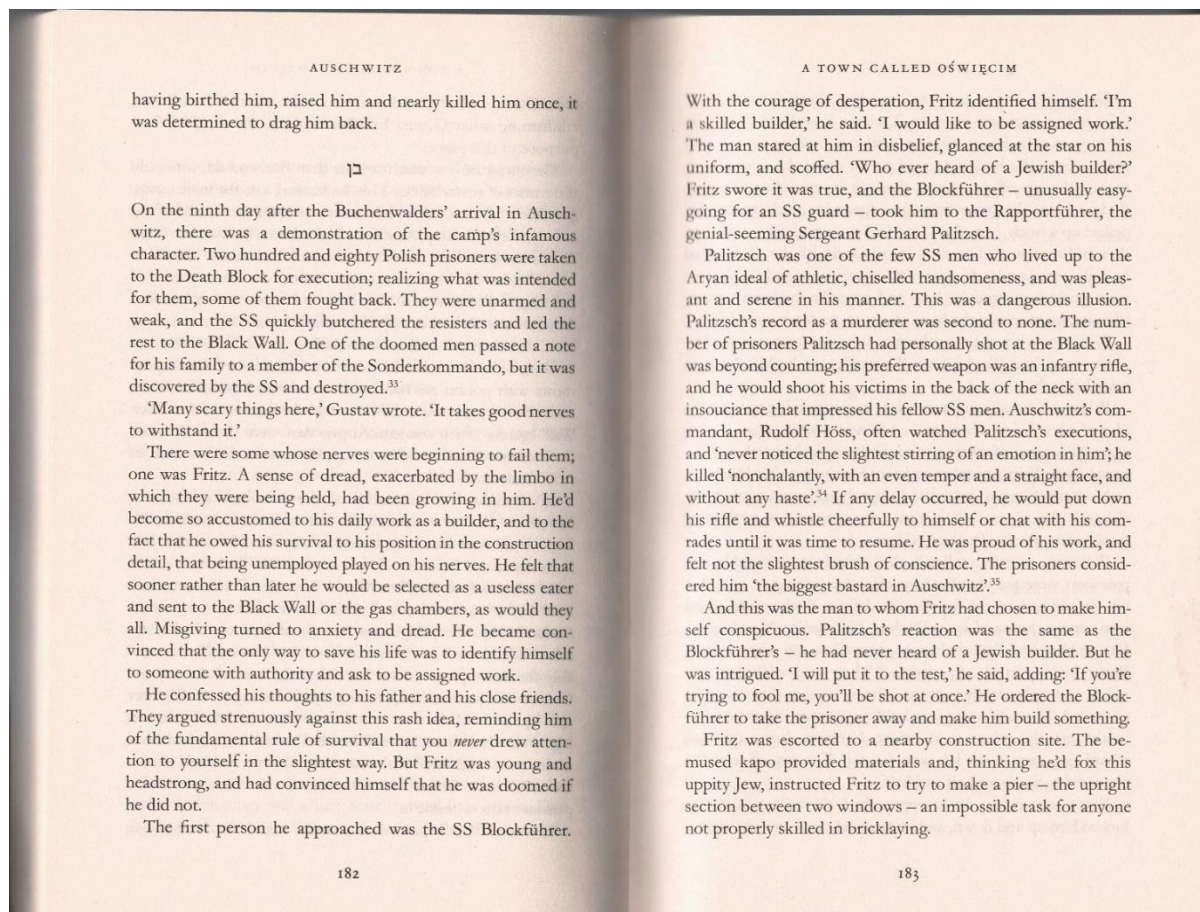 AUSCHWITZ
having birthed him, raised him and nearly killed him once, it
was determined to drag him back.
בן
On the ninth day after the Buchenwalders’ arrival in Ausch-
witz, there was a demonstration of the camp’s infamous
character. Two hundred and eighty Polish prisoners were taken
to the Death Block for execution; realizing what was intended
for them, some of them fought back. They were unarmed and
weak, and the SS quickly butchered the resisters and led the
rest to the Black Wall. One of the doomed men passed a note
for his family to a member of the Sonderkommando, but it was
discovered by the SS and destroyed.³³
‘Many scary things here,’ Gustav wrote. ‘It takes good nerves
to withstand it.’
There were some whose nerves were beginning to fail them;
one was Fritz. A sense of dread, exacerbated by the limbo in
which they were being held, had been growing in him. He’d
become so accustomed to his daily work as a builder, and to the
fact that he owed his survival to his position in the construction
detail, that being unemployed played on his nerves. He felt that
sooner rather than later he would be selected as a useless eater
and sent to the Black Wall or the gas chambers, as would they
all. Misgiving turned to anxiety and dread. He became con-
vinced that the only way to save his life was to identify himself
to someone with authority and ask to be assigned work.
He confessed his thoughts to his father and his close friends.
They argued strenuously against this rash idea, reminding him
of the fundamental rule of survival that you never drew atten-
tion to yourself in the slightest way. But Fritz was young and
headstrong, and had convinced himself that he was doomed if
he did not.
The first person he approached was the SS Blockführer.
182
A TOWN CALLED OŚWIĘCIM
With the courage of desperation, Fritz identified himself. ‘I’m
a skilled builder,’ he said. ‘I would like to be assigned work.’
The man stared at him in disbelief, glanced at the star on his
uniform, and scoffed. ‘Who ever heard of a Jewish builder?’
Fritz swore it was true, and the Blockführer – unusually easy-
going for an SS guard – took him to the Rapportführer, the
genial-seeming Sergeant Gerhard Palitzsch.
Palitzsch was one of the few SS men who lived up to the
Aryan ideal of athletic, chiselled handsomeness, and was pleas-
ant and serene in his manner. This was a dangerous illusion.
Palitzsch’s record as a murderer was second to none. The num-
ber of prisoners Palitzsch had personally shot at the Black Wall
was beyond counting; his preferred weapon was an infantry rifle,
and he would shoot his victims in the back of the neck with an
insouciance that impressed his fellow SS men. Auschwitz’s com-
mandant, Rudolf Höss, often watched Palitzsch’s executions,
and ‘never noticed the slightest stirring of an emotion in him’; he
killed ‘nonchalantly, with an even temper and a straight face, and
without any haste’.³⁴ If any delay occurred, he would put down
his rifle and whistle cheerfully to himself or chat with his com-
rades until it was time to resume. He was proud of his work, and
felt not the slightest brush of conscience. The prisoners consid-
ered him ‘the biggest bastard in Auschwitz’.³⁵
And this was the man to whom Fritz had chosen to make him-
self conspicuous. Palitzsch’s reaction was the same as the
Blockführer’s – he had never heard of a Jewish builder. But he
was intrigued. ‘I will put it to the test,’ he said, adding: ‘If you’re
trying to fool me, you’ll be shot at once.’ He ordered the Block-
führer to take the prisoner away and make him build something.
Fritz was escorted to a nearby construction site. The be-
mused kapo provided materials and, thinking he’d fox this
uppity Jew, instructed Fritz to try to make a pier – the upright
section between two windows – an impossible task for anyone
not properly skilled in bricklaying.
183